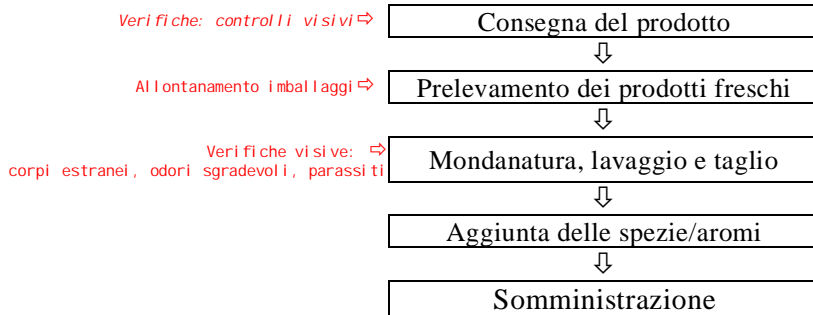 Verifiche: controlli visivi⇨ Consegna del prodotto
⇩
Allontanamento imballaggi⇨ Prelevamento dei prodotti freschi
⇩
Verifiche visive: ⇨
corpi estranei, odori sgradevoli, parassiti
Mondanatura, lavaggio e taglio
⇩
Aggiunta delle spezie/aromi
⇩
Somministrazione